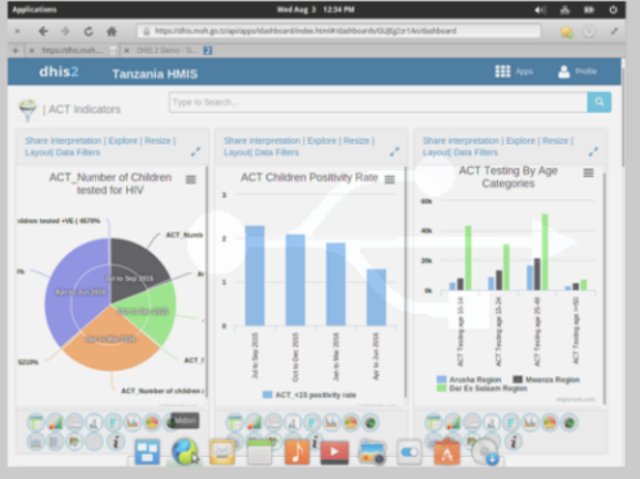 Applications
Wed Aug 3 12:34 PM
https://dhis.moh.go.tz/api/apps/dashboard/index.html#/dashboards/
https://dhis.moh....
DHIS 2 Demo - Si...
2
dhis2
Tanzania HMIS
Apps
Profile
| ACT Indicators
Type to Search...
Share interpretation | Explore | Resize |
Layout| Data Filters
ACT_Number of Children
tested for HIV
ildren tested +VE ( 4570%
ACT_Numb
Jul to Sep 2015
Oct to Dec 2015
Apr to Jun 2016
Jan to Mar 2016
5210%
ACT_Number of children
Share interpretation | Explore | Resize |
Layout| Data Filters
ACT Children Positivity Rate
3
2
1
0
Jul to Sep 2015
Oct to Dec 2015
Jan to Mar 2016
Apr to Jun 2016
ACT_<15 positivity rate
Share interpretation | Explore | Resize |
Layout| Data Filters
ACT Testing By Age
Categories
60k
40k
20k
0k
ACT Testing age 10-14
ACT Testing age 15-24
ACT Testing age 25-49
ACT Testing age >=50
Arusha Region
Mwanza Region
Dar Es Salaam Region
Highcharts.com
Midori